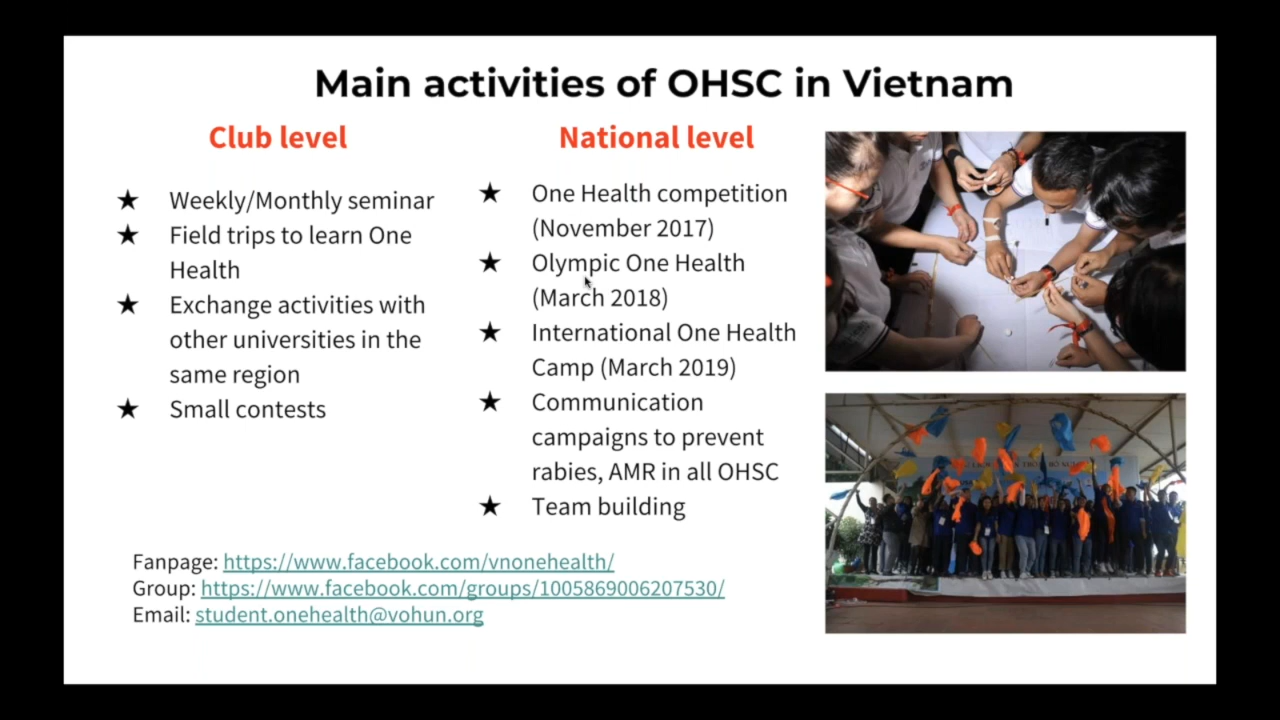 Main activities of OHSC in Vietnam
Club level
★ Weekly/Monthly seminar
★ Field trips to learn One
Health
★ Exchange activities with
other universities in the
same region
★ Small contests
National level
★ One Health competition
(November 2017)
★ Olympic One Health
(March 2018)
★ International One Health
Camp (March 2019)
★ Communication
campaigns to prevent
rabies, AMR in all OHSC
★ Team building
Fanpage: https://www.facebook.com/vnonehealth/
Group: https://www.facebook.com/groups/1005869006207530/
Email: student.onehealth@vohun.org